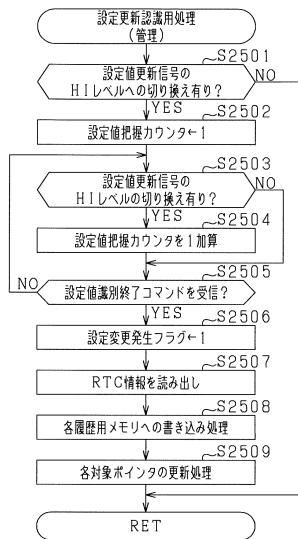 設定更新認識用処理
(管理)
S2501
設定値更新信号の
HIレベルへの切り換え有り?
NO
YES
S2502
設定値把握カウンタ←1
S2503
設定値更新信号の
HIレベルの切り換え有り?
NO
YES
S2504
設定値把握カウンタを1加算
S2505
NO
設定値識別終了コマンドを受信?
YES
S2506
設定変更発生フラグ←1
S2507
RTC情報を読み出し
S2508
各履歴用メモリへの書き込み処理
S2509
各対象ポインタの更新処理
RET